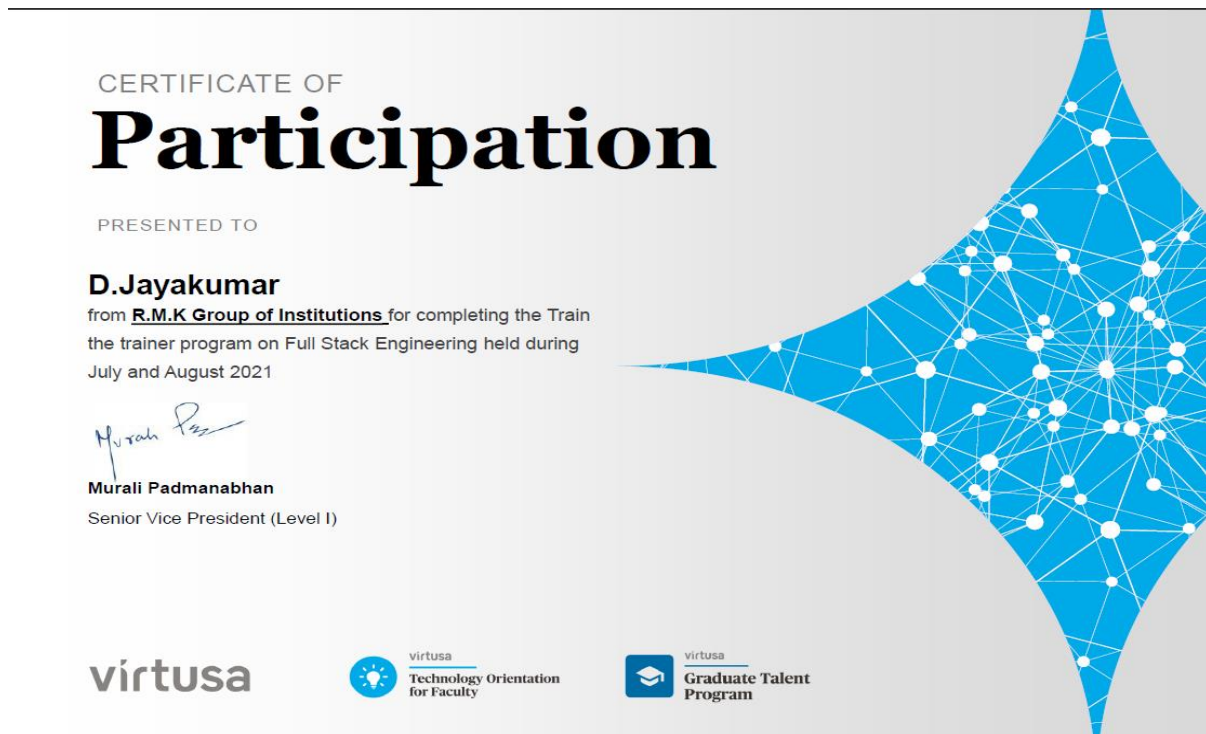 CERTIFICATE OF
Participation
PRESENTED TO
D.Jayakumar
from R.M.K Group of Institutions for completing the Train
the trainer program on Full Stack Engineering held during
July and August 2021
Murali Padmanabhan
Senior Vice President (Level I)
virtusa
virtusa
Technology Orientation
for Faculty
virtusa
Graduate Talent
Program